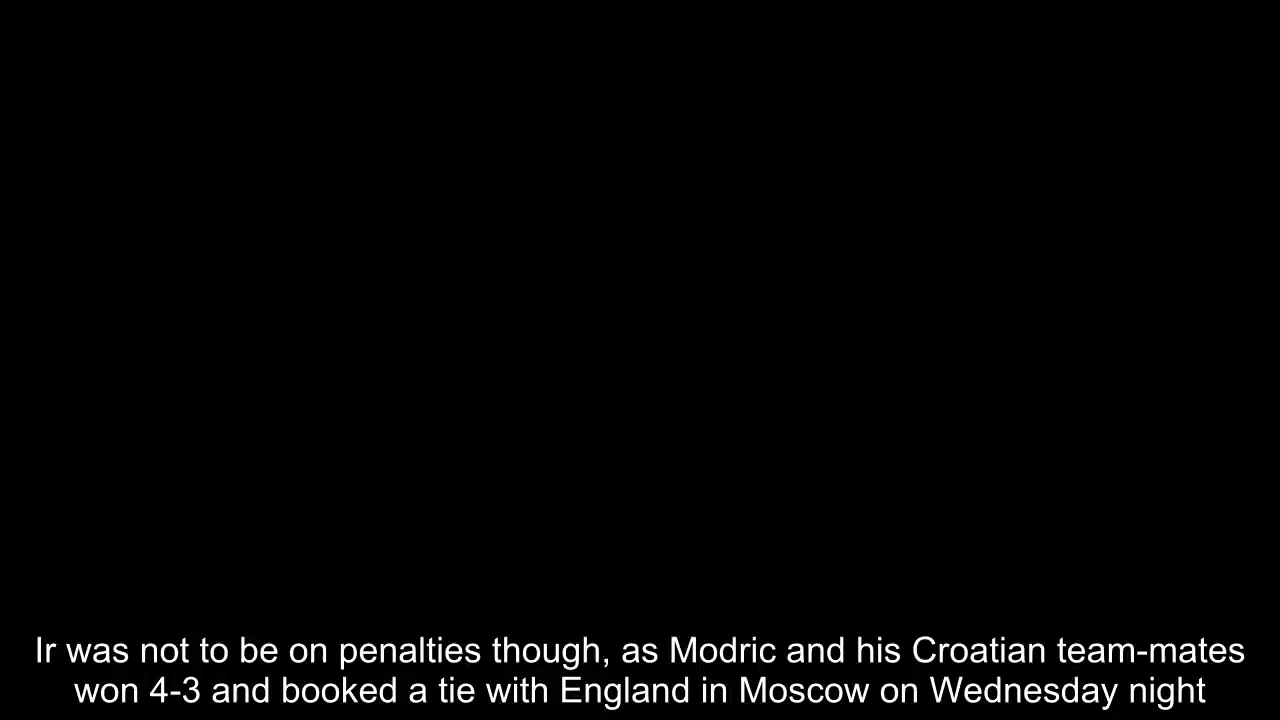 Ir was not to be on penalties though, as Modric and his Croatian team-mates
won 4-3 and booked a tie with England in Moscow on Wednesday night